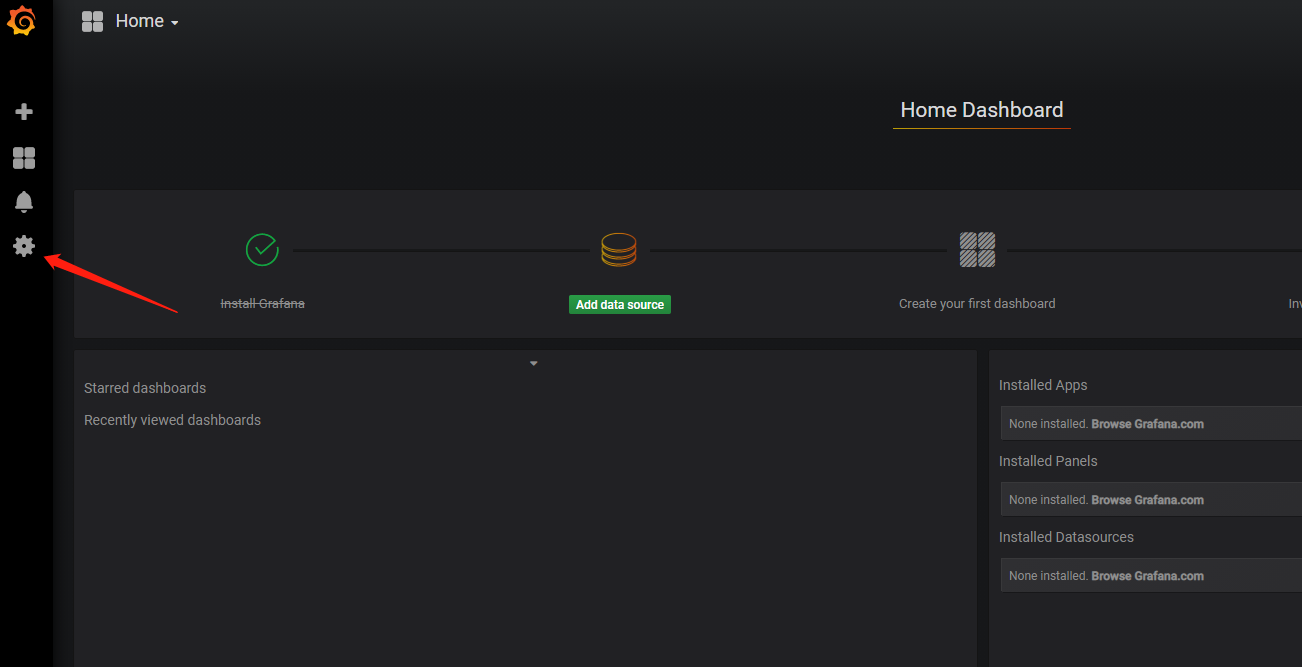 Home
Home Dashboard
Install Grafana
Add data source
Create your first dashboard
Starred dashboards
Recently viewed dashboards
Installed Apps
None installed. Browse Grafana.com
Installed Panels
None installed. Browse Grafana.com
Installed Datasources
None installed. Browse Grafana.com